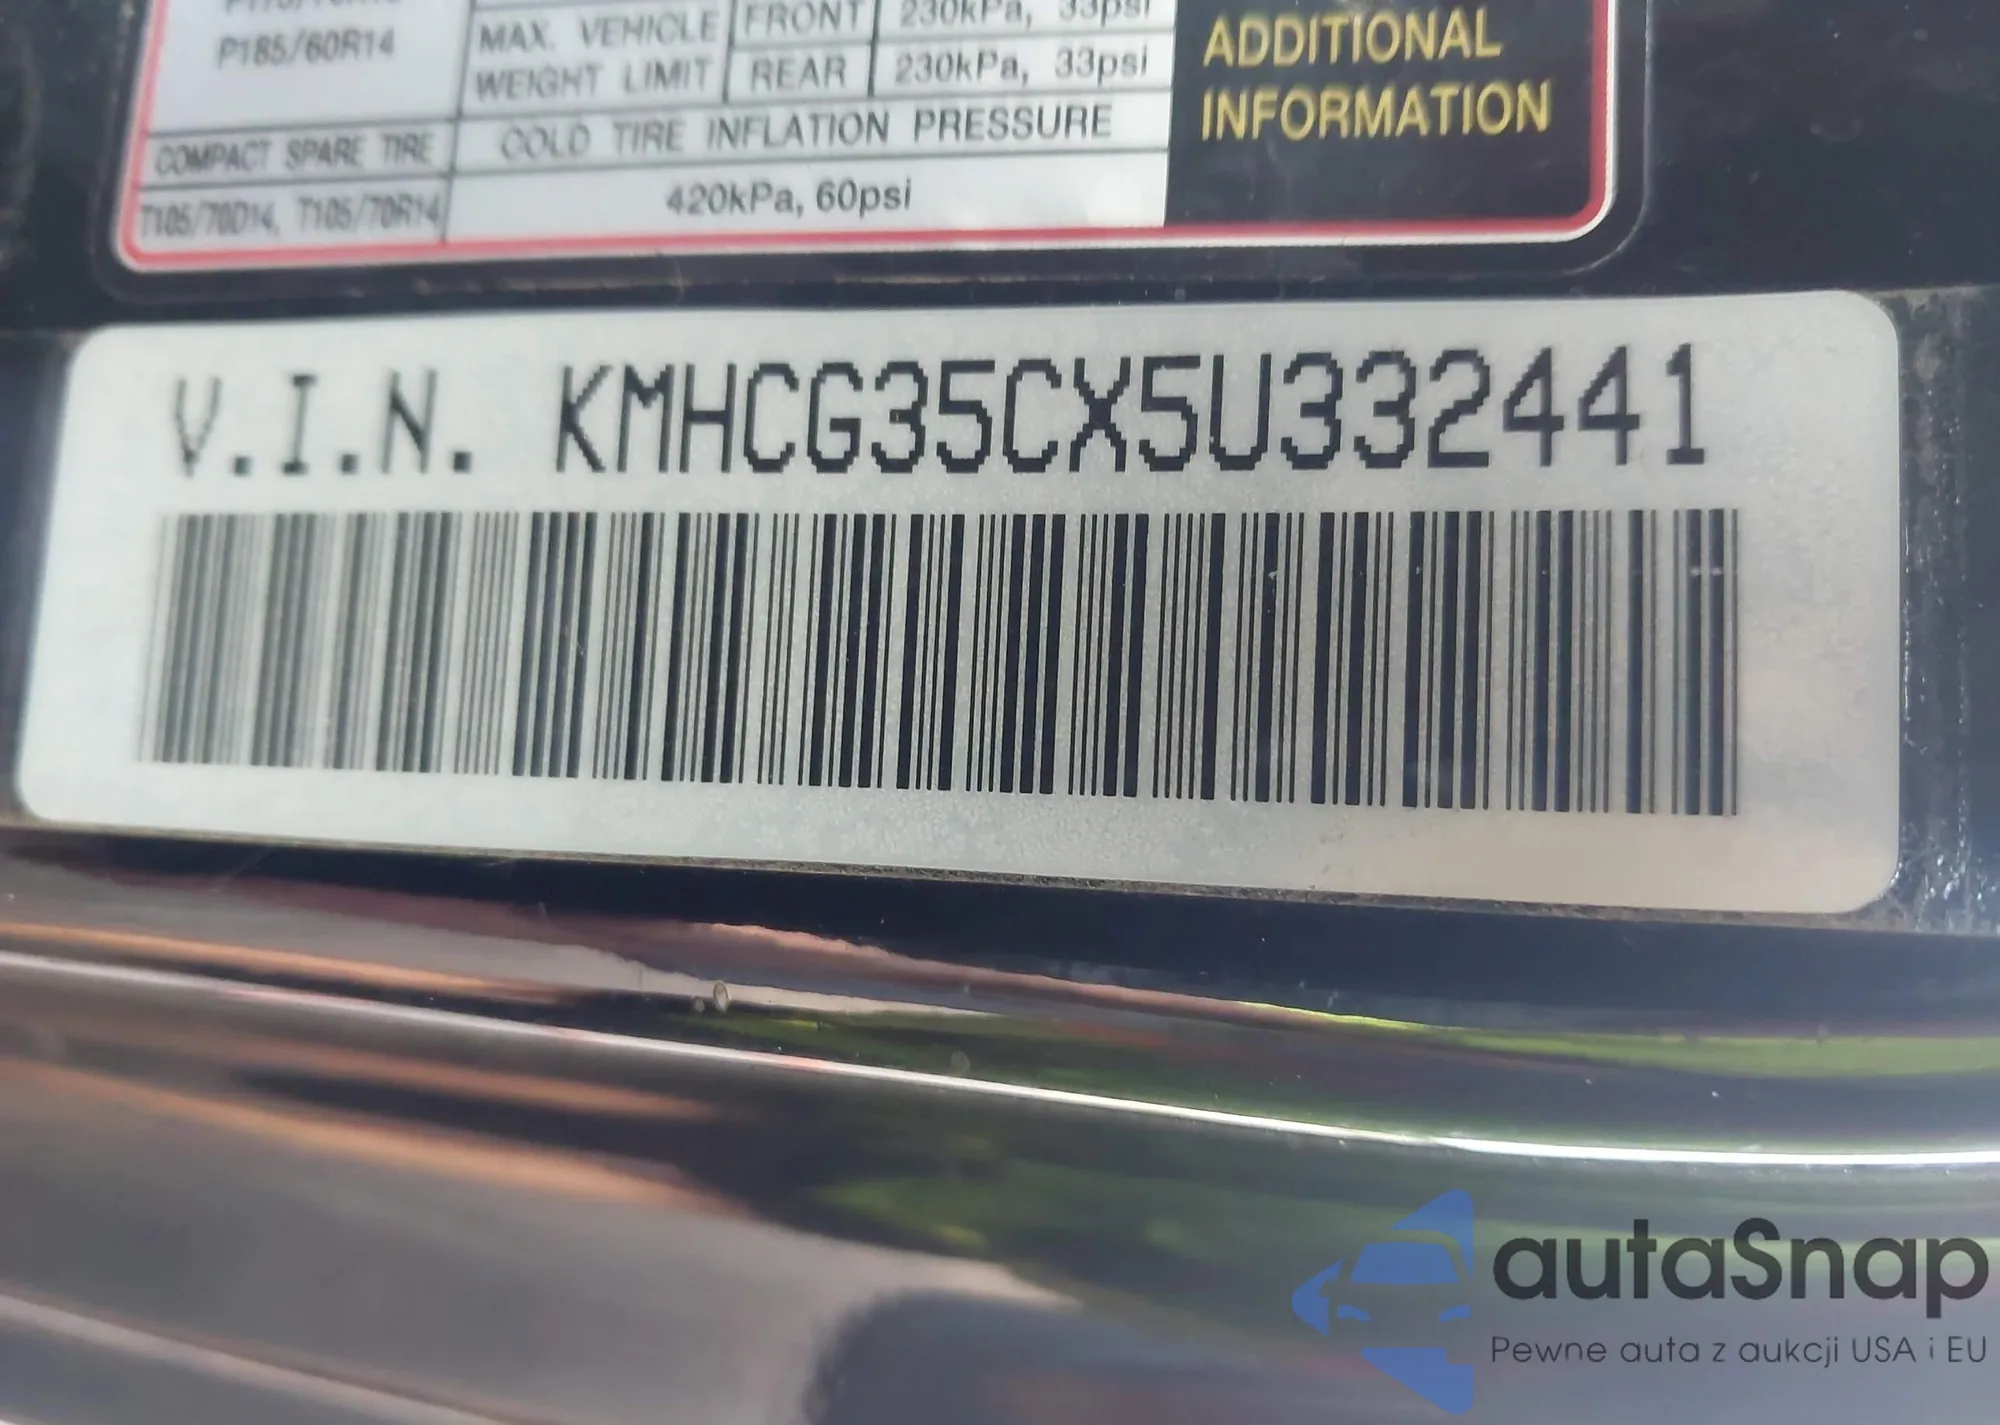 P185/60R14
MAX. VEHICLE WEIGHT LIMIT
FRONT 230kPa, 33psi
REAR 230kPa, 33psi
ADDITIONAL
INFORMATION
COMPACT SPARE TIRE
COLD TIRE INFLATION PRESSURE
T105/70D14, T105/70R14
420kPa, 60psi
V.I.N. KMHCG35CX5U332441
autaSnap
Pewne auta z aukcji USA i EU